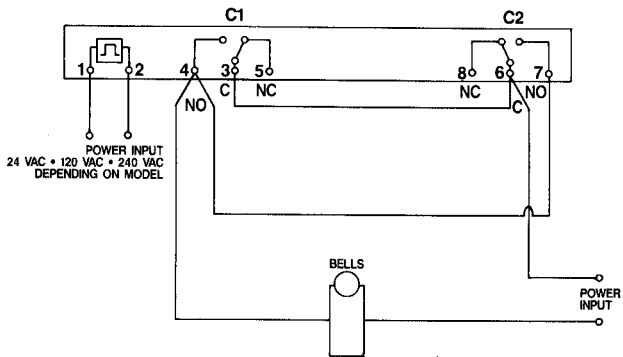 C1
C2
1 2 4 3 5 8 6 7
NO C NC NC C NO
POWER INPUT
24 VAC • 120 VAC • 240 VAC
DEPENDING ON MODEL
BELLS
POWER
INPUT